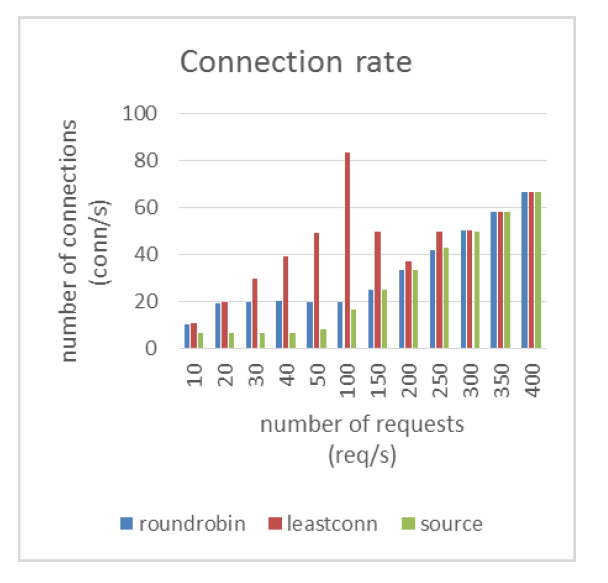 Connection rate
number of connections
(conn/s)
100
80
60
40
20
0
10 20 30 40 50 100 150 200 250 300 350 400
number of requests
(req/s)
roundrobin leastconn source